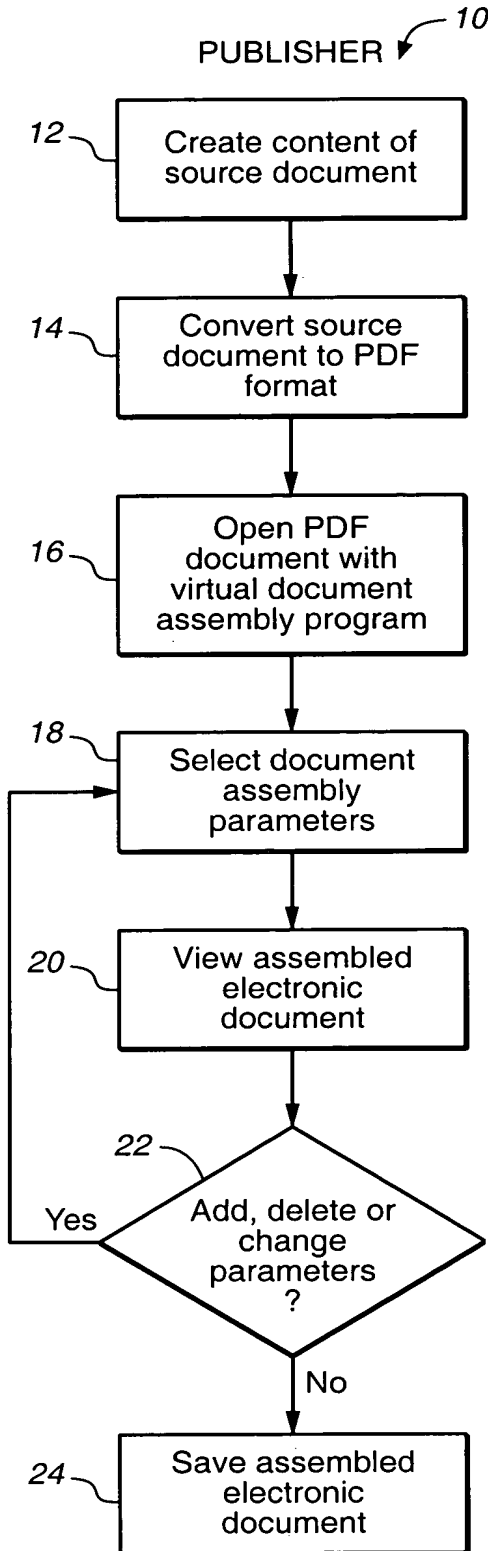 10
PUBLISHER
12
Create content of
source document
14
Convert source
document to PDF
format
16
Open PDF
document with
virtual document
assembly program
18
Select document
assembly
parameters
20
View assembled
electronic
document
22
Yes
Add, delete or
change
parameters
?
No
24
Save assembled
electronic
document